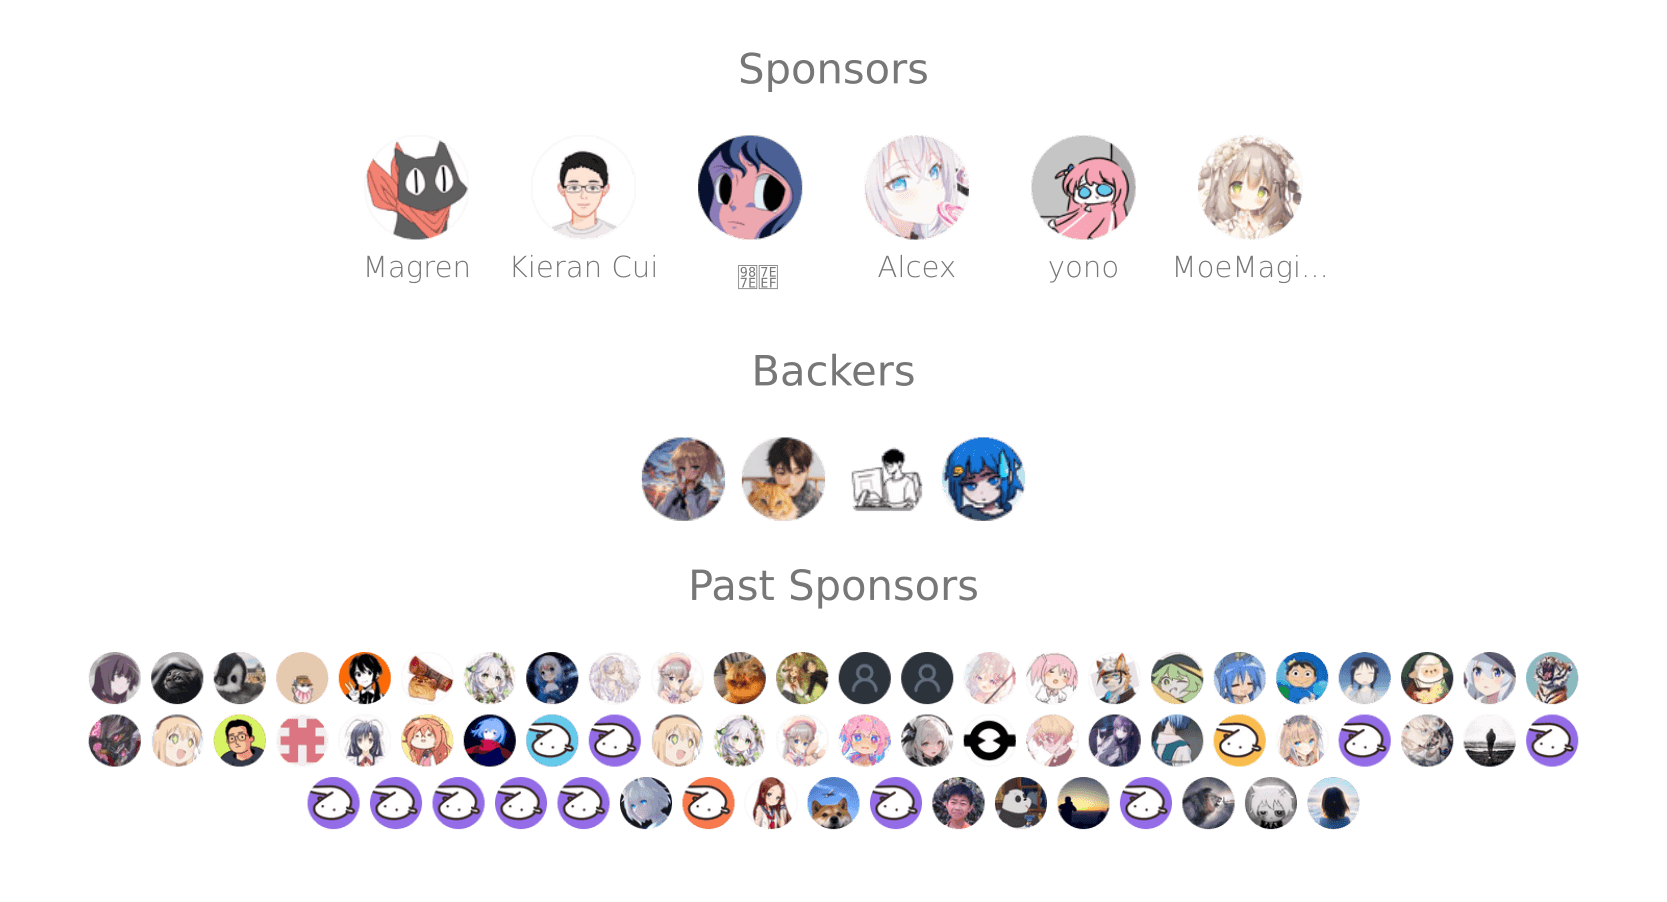 Sponsors
Magren Kieran Cui Alcex yono MoeMagi...
Backers
Past Sponsors